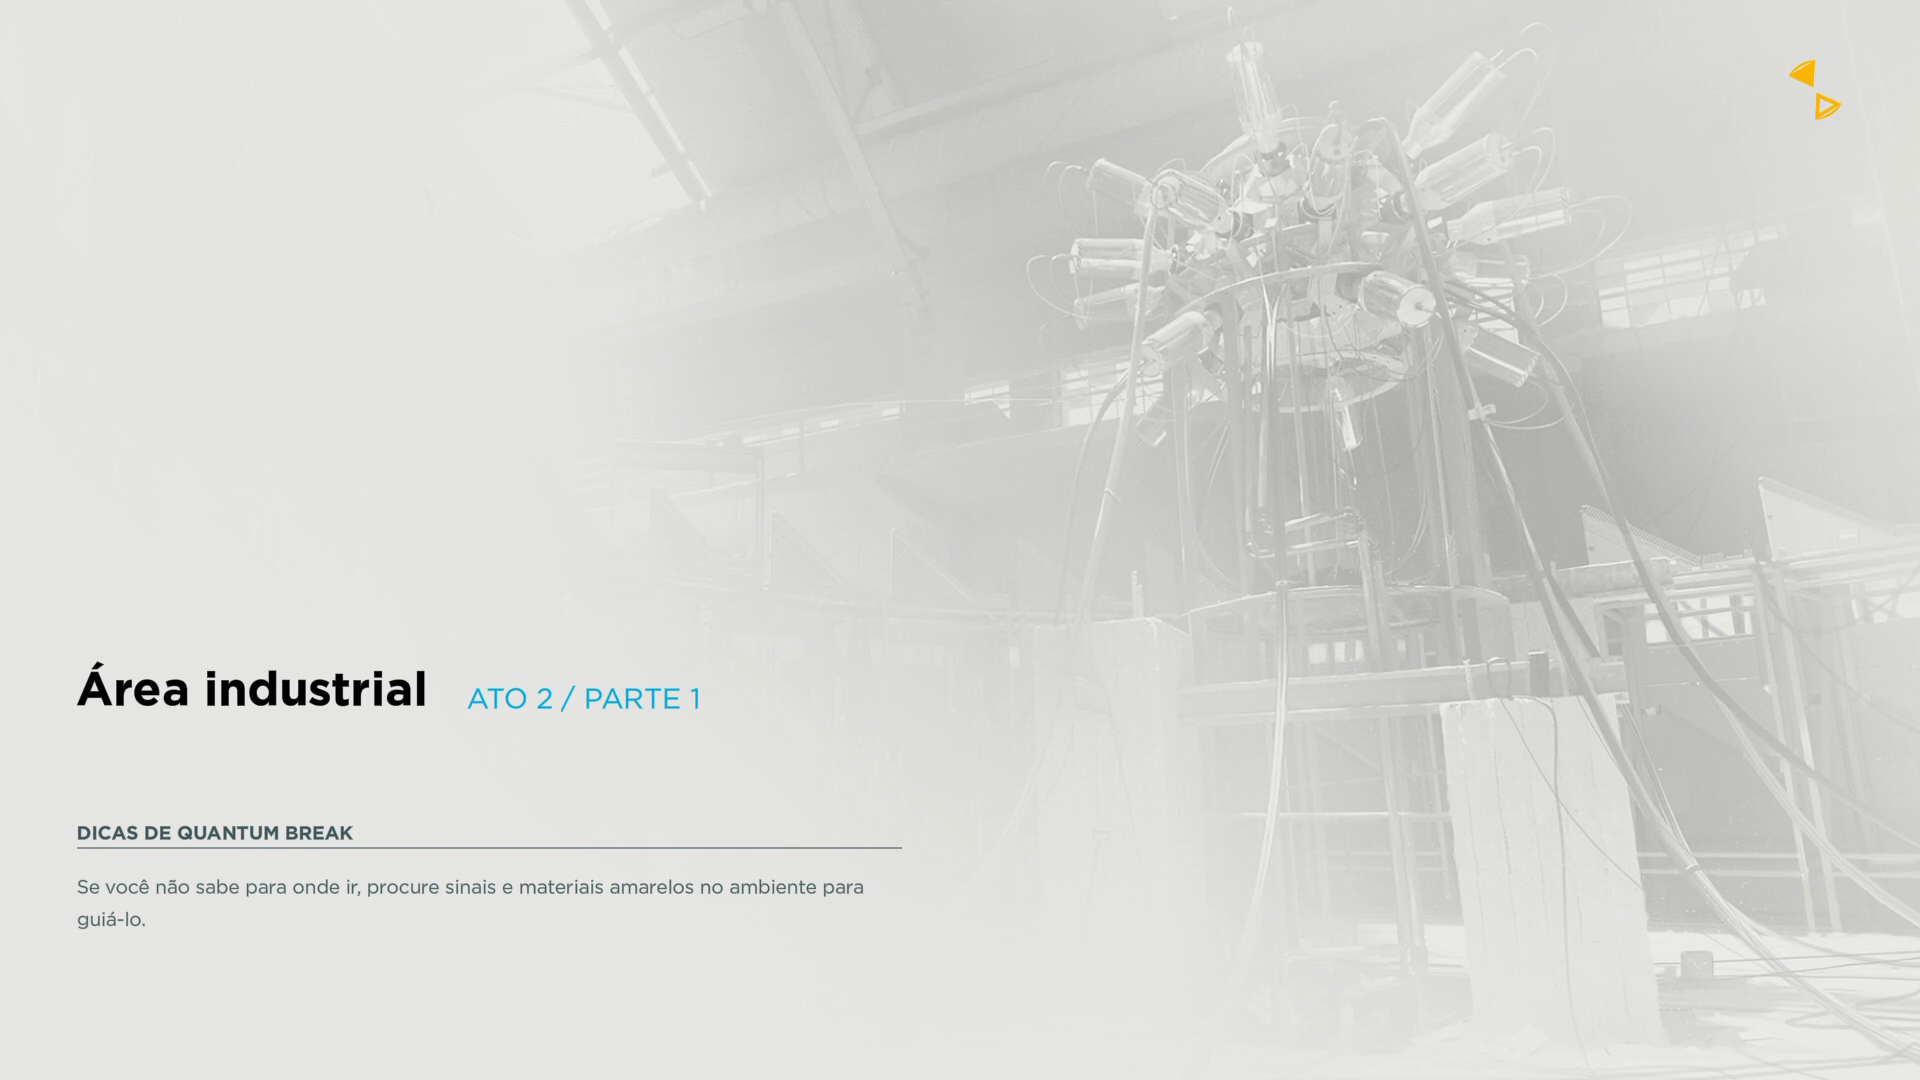 Área industrial ATO 2 / PARTE 1
DICAS DE QUANTUM BREAK
Se você não sabe para onde ir, procure sinais e materiais amarelos no ambiente para
guiá-lo.